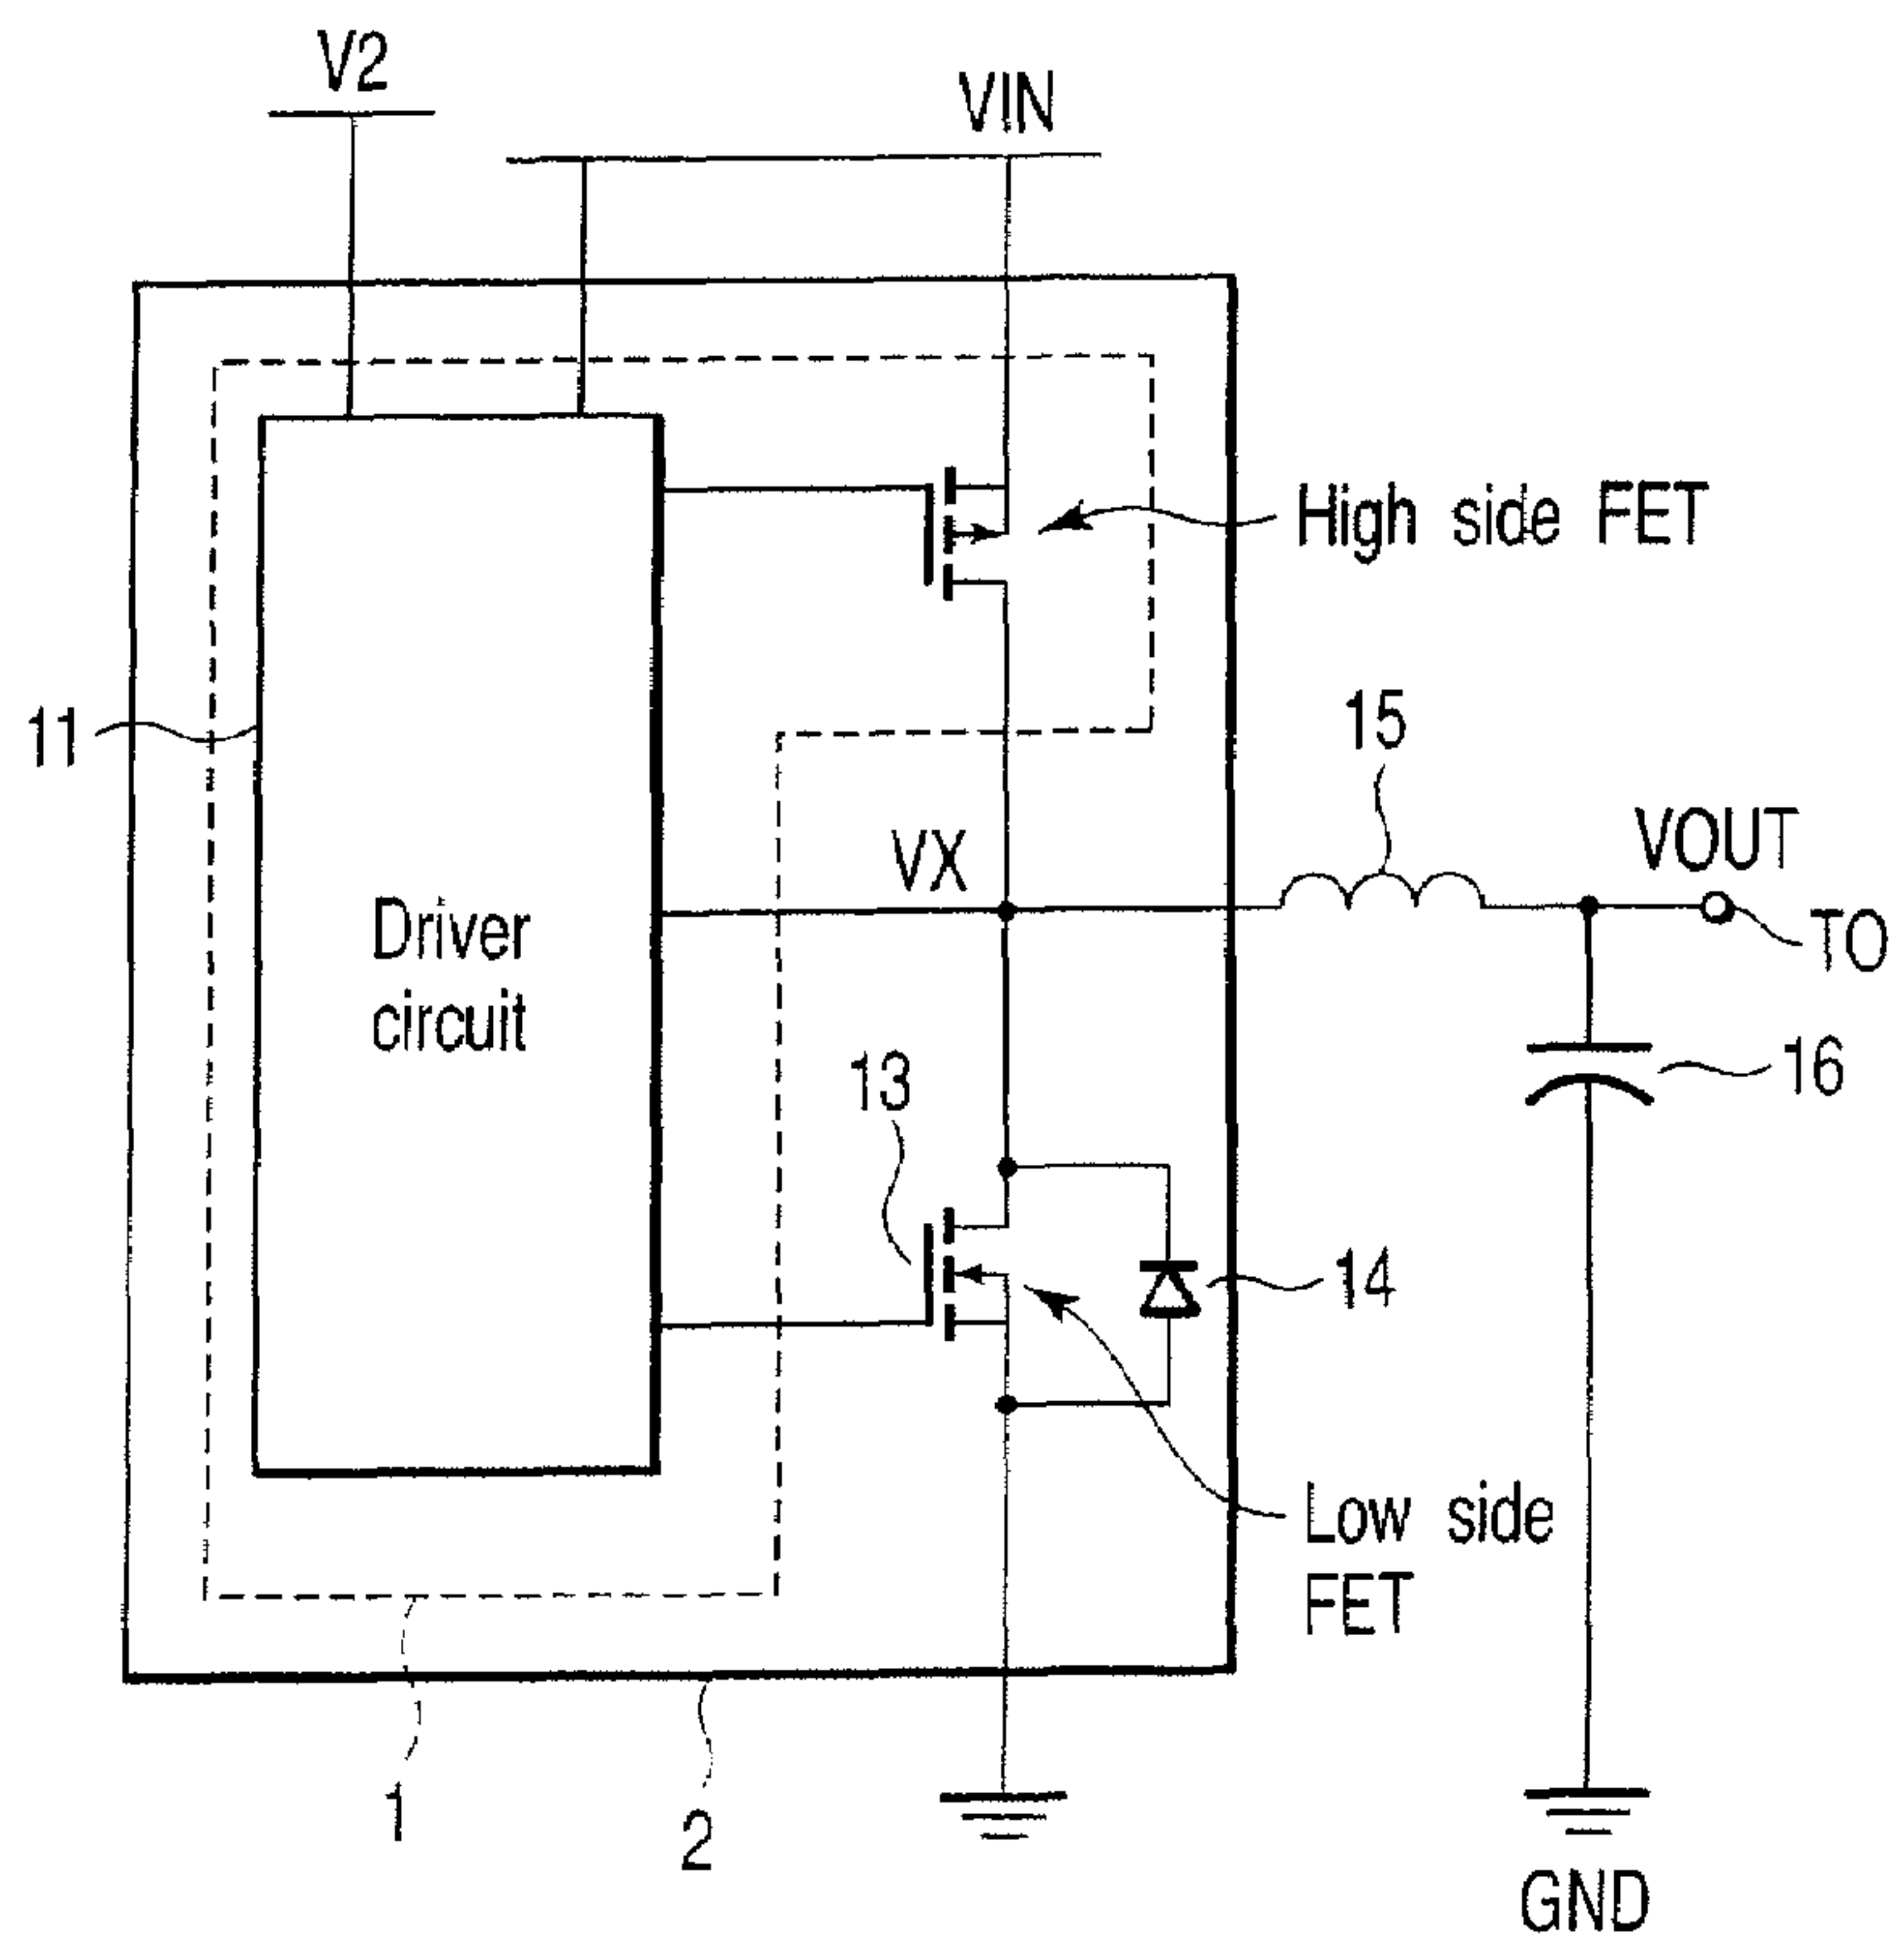 V2
VIN
High side FET
11
15
VX
VOUT
TO
Driver
circuit
13
16
14
Low side
FET
1
2
GND